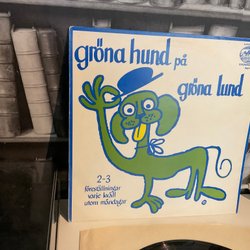 gröna hund på
gröna lund
2-3
föreställningar
varje kväll
utom måndagar